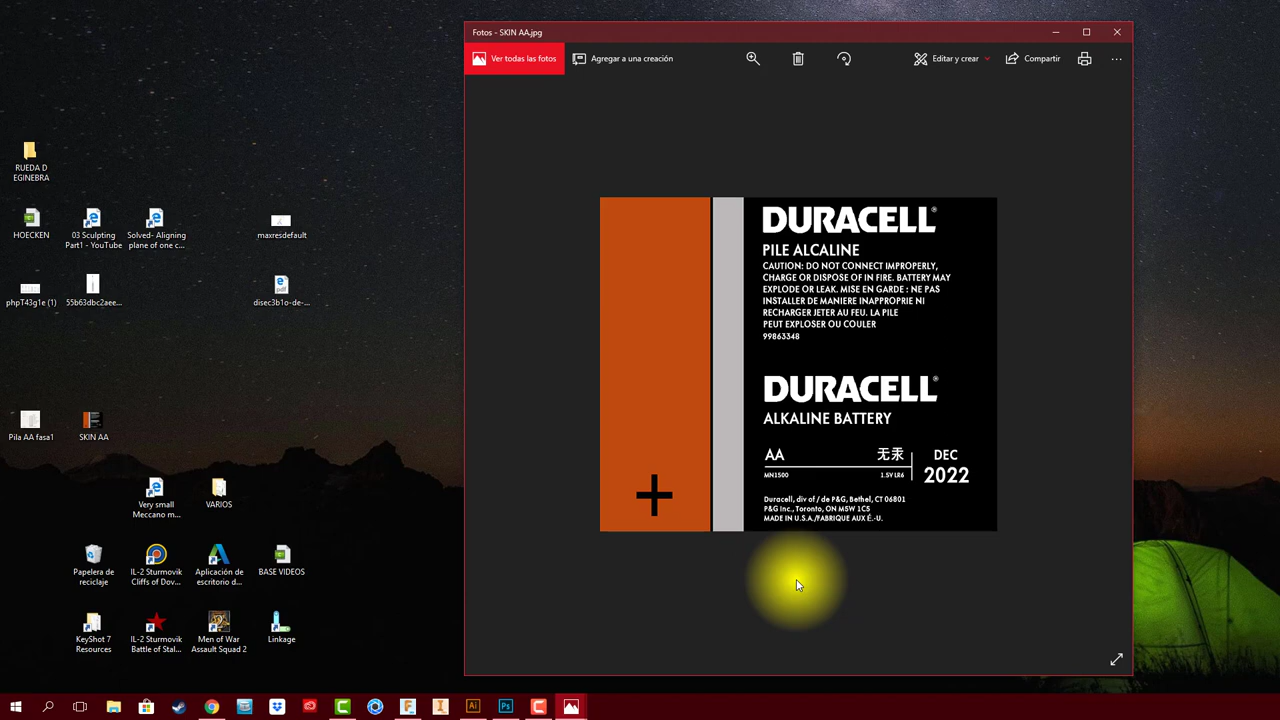 Fotos - SKIN AA.jpg
Ver todas las fotos
Agregar a una creación
Editar y crear
Compartir
RUEDA D
EGINEBRA
HOECKEN
03 Sculpting
Part1 - YouTube
Solved- Aligning
plane of one c...
maxresdefault
phpT43g1e (1)
55b63dbc2aee...
disec3b1o-de-...
Pila AA fasa1
SKIN AA
Very small
Meccano m...
VARIOS
Papelera de
reciclaje
IL-2 Sturmovik
Cliffs of Dov...
Aplicación de
escritorio d...
BASE VIDEOS
KeyShot 7
Resources
IL-2 Sturmovik
Battle of Stal...
Men of War
Assault Squad 2
Linkage
DURACELL®
PILE ALCALINE
CAUTION: DO NOT CONNECT IMPROPERLY,
CHARGE OR DISPOSE OF IN FIRE. BATTERY MAY
EXPLODE OR LEAK. MISE EN GARDE : NE PAS
INSTALLER DE MANIERE INAPPROPRIE NI
RECHARGER JETER AU FEU. LA PILE
PEUT EXPLOSER OU COULER
99863348
DURACELL®
ALKALINE BATTERY
AA 无汞 DEC
MN1500 1.5V LR6 2022
Duracell, div of / de P&G, Bethel, CT 06801
P&G Inc., Toronto, ON M5W 1C5
MADE IN U.S.A./FABRIQUE AUX É.-U.
+